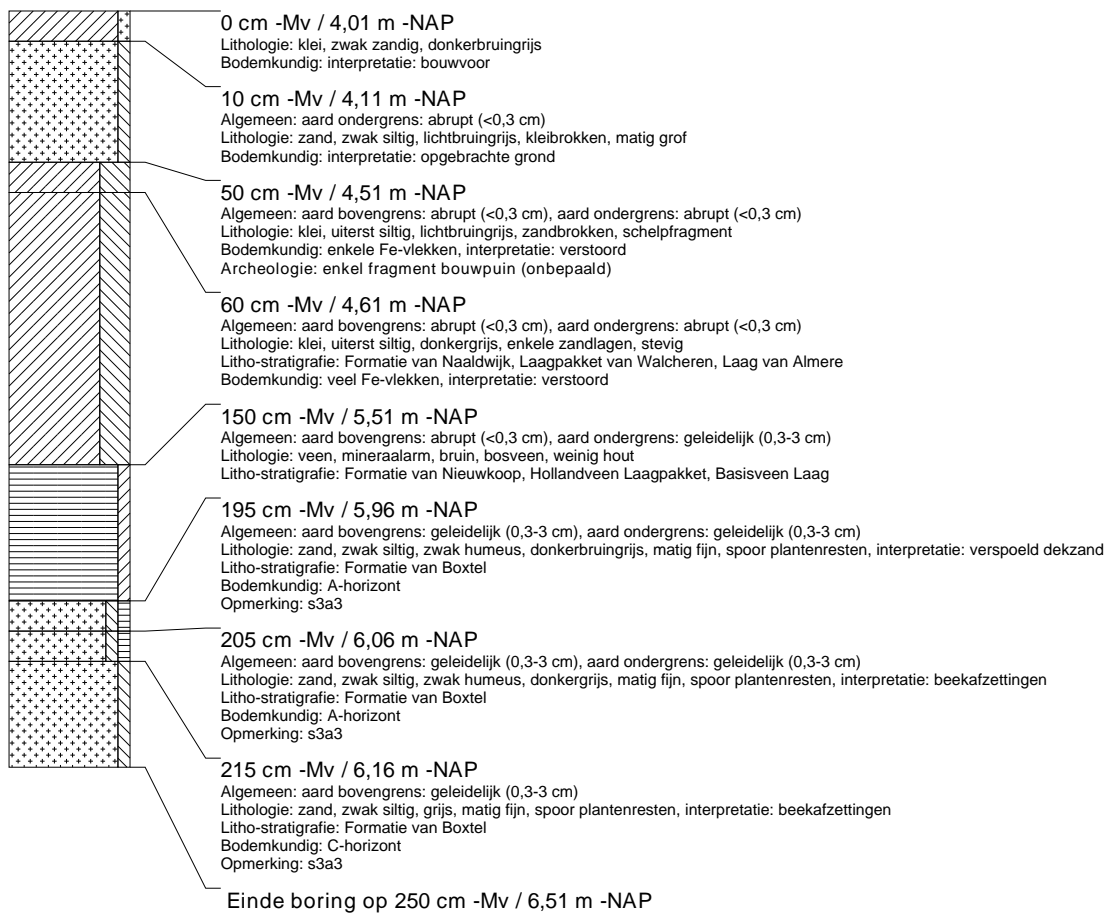 0 cm -Mv / 4,01 m -NAP
Lithologie: klei, zwak zandig, donkerbruingrijs
Bodemkundig: interpretatie: bouwvoor
10 cm -Mv / 4,11 m -NAP
Algemeen: aard ondergrens: abrupt (<0,3 cm)
Lithologie: zand, zwak siltig, lichtbruingrijs, kleibrokken, matig grof
Bodemkundig: interpretatie: opgebrachte grond
50 cm -Mv / 4,51 m -NAP
Algemeen: aard bovengrens: abrupt (<0,3 cm), aard ondergrens: abrupt (<0,3 cm)
Lithologie: klei, uiterst siltig, lichtbruingrijs, zandbrokken, schelpfragment
Bodemkundig: enkele Fe-vlekken, interpretatie: verstoord
Archeologie: enkel fragment bouwpuin (onbepaald)
60 cm -Mv / 4,61 m -NAP
Algemeen: aard bovengrens: abrupt (<0,3 cm), aard ondergrens: abrupt (<0,3 cm)
Lithologie: klei, uiterst siltig, donkergrijs, enkele zandlagen, stevig
Litho-stratigrafie: Formatie van Naaldwijk, Laagpakket van Walcheren, Laag van Almere
Bodemkundig: veel Fe-vlekken, interpretatie: verstoord
150 cm -Mv / 5,51 m -NAP
Algemeen: aard bovengrens: abrupt (<0,3 cm), aard ondergrens: geleidelijk (0,3-3 cm)
Lithologie: veen, mineraalarm, bruin, bosveen, weinig hout
Litho-stratigrafie: Formatie van Nieuwkoop, Hollandveen Laagpakket, Basisveen Laag
195 cm -Mv / 5,96 m -NAP
Algemeen: aard bovengrens: geleidelijk (0,3-3 cm), aard ondergrens: geleidelijk (0,3-3 cm)
Lithologie: zand, zwak siltig, zwak humeus, donkerbruingrijs, matig fijn, spoor plantenresten, interpretatie: verspoeld dekzand
Litho-stratigrafie: Formatie van Boxtel
Bodemkundig: A-horizont
Opmerking: s3a3
205 cm -Mv / 6,06 m -NAP
Algemeen: aard bovengrens: geleidelijk (0,3-3 cm), aard ondergrens: geleidelijk (0,3-3 cm)
Lithologie: zand, zwak siltig, zwak humeus, donkergrijs, matig fijn, spoor plantenresten, interpretatie: beekafzettingen
Litho-stratigrafie: Formatie van Boxtel
Bodemkundig: A-horizont
Opmerking: s3a3
215 cm -Mv / 6,16 m -NAP
Algemeen: aard bovengrens: geleidelijk (0,3-3 cm)
Lithologie: zand, zwak siltig, grijs, matig fijn, spoor plantenresten, interpretatie: beekafzettingen
Litho-stratigrafie: Formatie van Boxtel
Bodemkundig: C-horizont
Opmerking: s3a3
Einde boring op 250 cm -Mv / 6,51 m -NAP